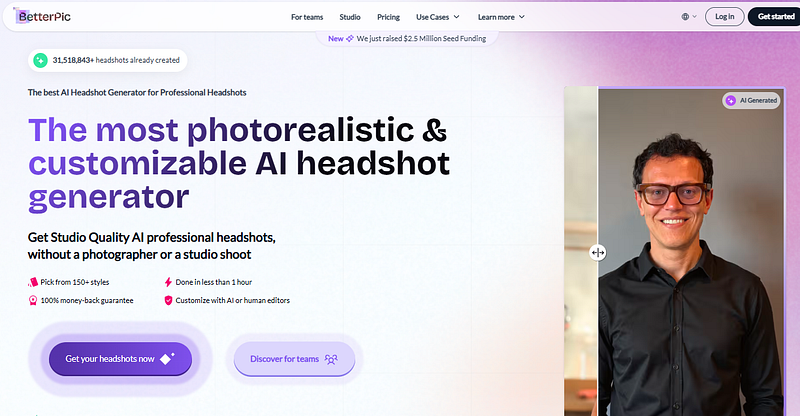 BetterPic
For teams
Studio
Pricing
Use Cases
Learn more
Log in
Get started
New We just raised $2.5 Million Seed Funding
31,518,843+ headshots already created
The best AI Headshot Generator for Professional Headshots
The most photorealistic &
customizable AI headshot
generator
Get Studio Quality AI professional headshots,
without a photographer or a studio shoot
Pick from 150+ styles
Done in less than 1 hour
100% money-back guarantee
Customize with AI or human editors
Get your headshots now
Discover for teams
AI Generated